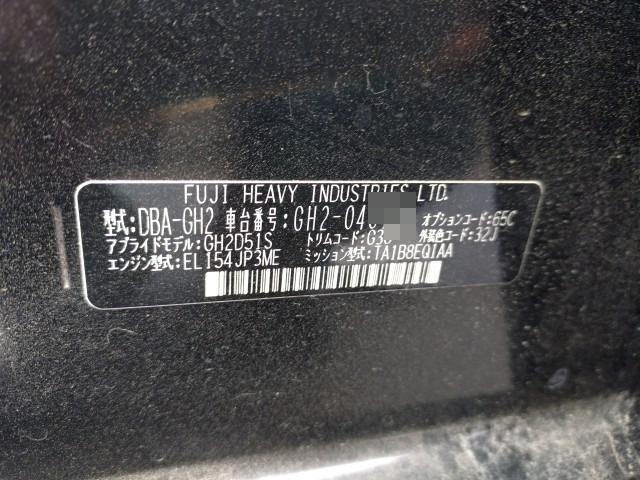 FUJI HEAVY INDUSTRIES LTD.
型式:DBA-GH2 車台番号:GH2-04 オプションコード:65C
アプライドモデル:GH2D51S トリムコード:G3 外装色コード:32J
エンジン型式:EL154JP3ME ミッション型式:TA1B8EQ1AA